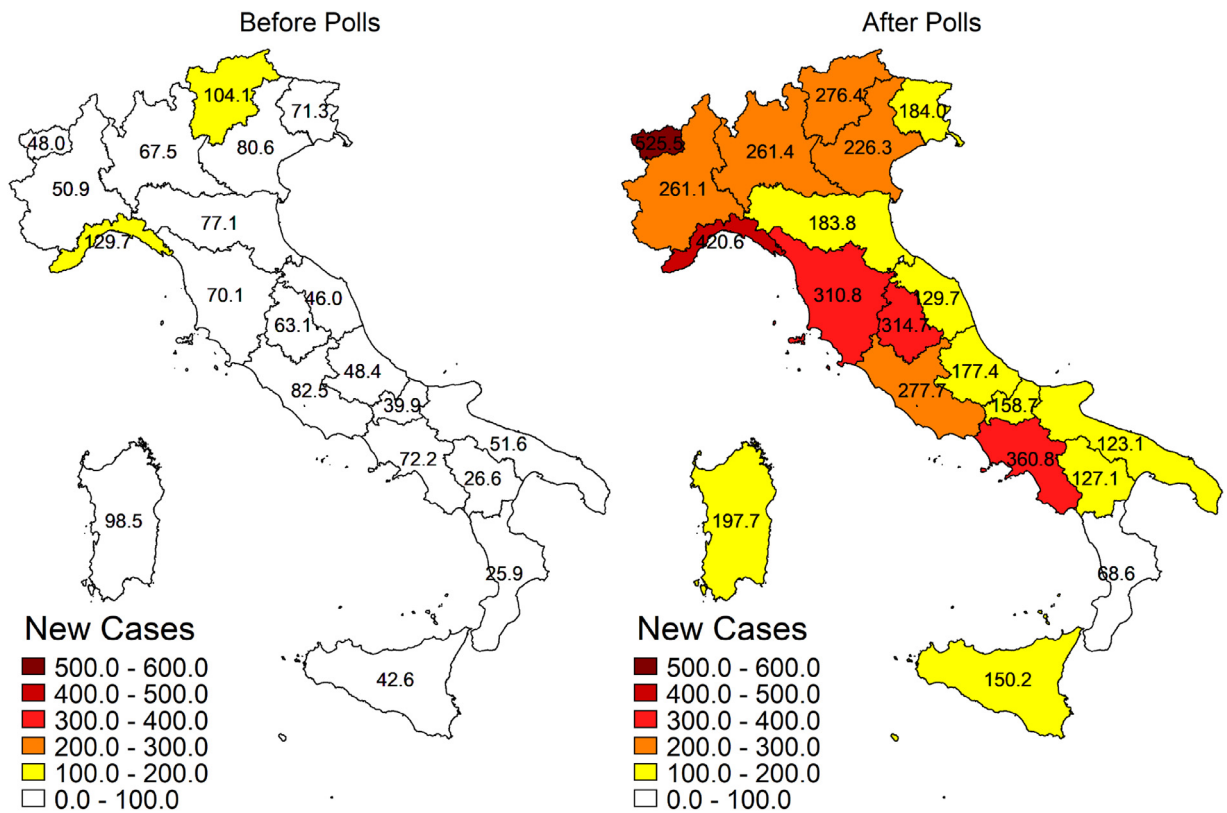 Before Polls
104.1
71.3
48.0
67.5
80.6
50.9
77.1
129.7
70.1
46.0
63.1
48.4
82.5
39.9
51.6
72.2
26.6
98.5
25.9
42.6
New Cases
500.0 - 600.0
400.0 - 500.0
300.0 - 400.0
200.0 - 300.0
100.0 - 200.0
0.0 - 100.0
After Polls
276.4
184.0
525.5
261.4
226.3
261.1
183.8
420.6
310.8
129.7
314.7
177.4
277.7
158.7
123.1
360.8
127.1
197.7
68.6
150.2
New Cases
500.0 - 600.0
400.0 - 500.0
300.0 - 400.0
200.0 - 300.0
100.0 - 200.0
0.0 - 100.0